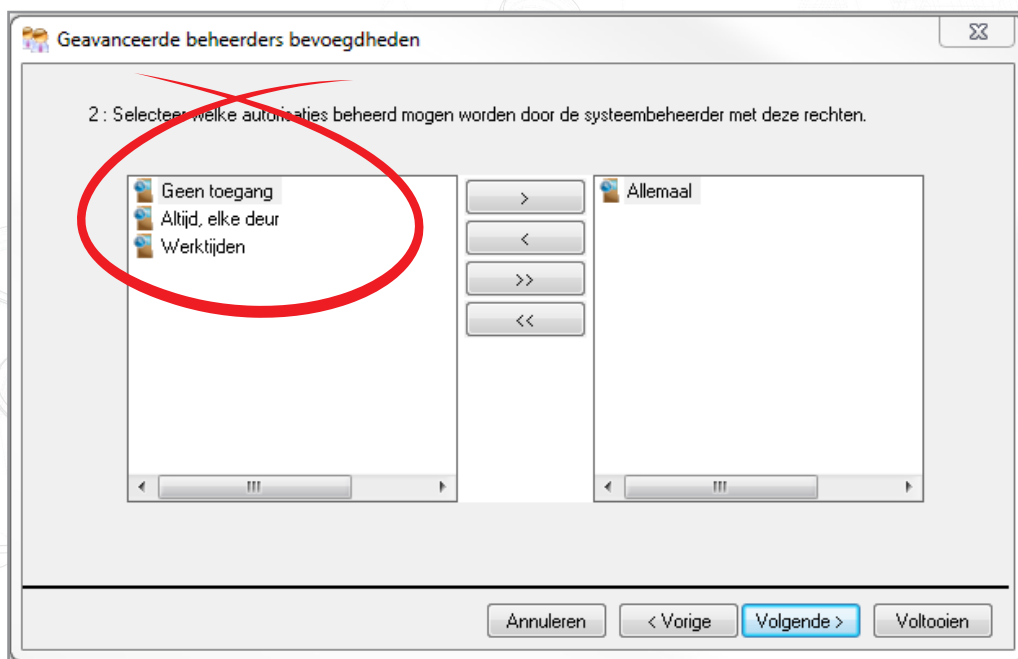 Geavanceerde beheerders bevoegdheden
2 : Selecteer welke autorisaties beheerd mogen worden door de systeembeheerder met deze rechten.
Geen toegang
Altijd, elke deur
Werktijden
>
<
>>
<<
Allemaal
Annuleren
< Vorige
Volgende >
Voltooien